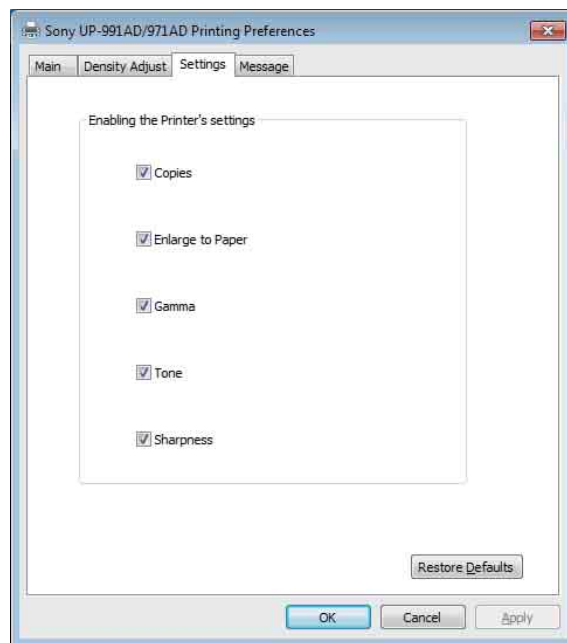 Sony UP-991AD/971AD Printing Preferences
Main Density Adjust Settings Message
Enabling the Printer's settings
Copies
Enlarge to Paper
Gamma
Tone
Sharpness
Restore Defaults
OK Cancel Apply